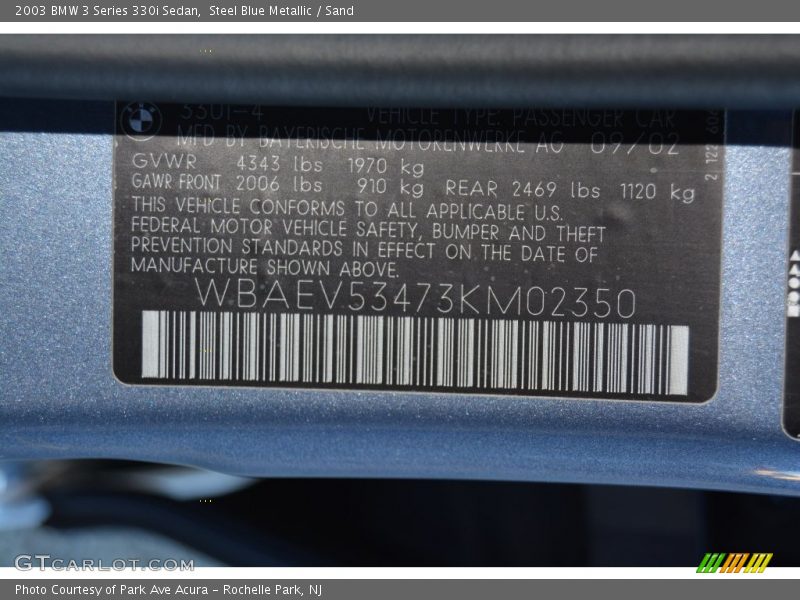 2003 BMW 3 Series 330i Sedan,  Steel Blue Metallic / Sand
330I-4 VEHICLE TYPE: PASSENGER CAR
MFD BY BAYERISCHE MOTORENWERKE AG 09/02
GVWR 4343 lbs 1970 kg
GAWR FRONT 2006 lbs 910 kg REAR 2469 lbs 1120 kg
THIS VEHICLE CONFORMS TO ALL APPLICABLE U.S.
FEDERAL MOTOR VEHICLE SAFETY, BUMPER AND THEFT
PREVENTION STANDARDS IN EFFECT ON THE DATE OF
MANUFACTURE SHOWN ABOVE.
WBAEV53473KM02350
GTCARLOT.COM
Photo Courtesy of Park Ave Acura – Rochelle Park, NJ